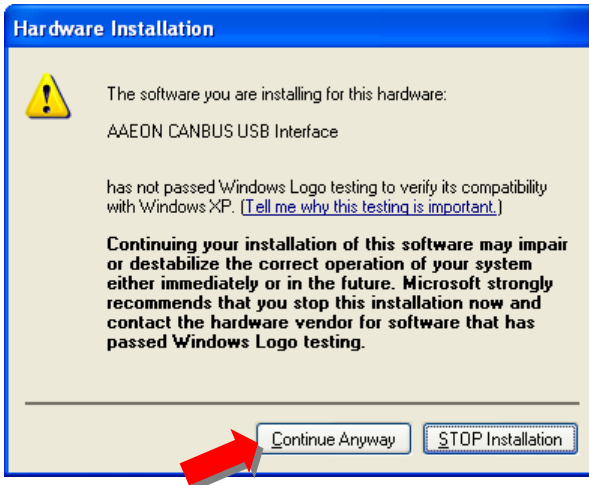 Hardware Installation
The software you are installing for this hardware:
AAEON CANBUS USB Interface
has not passed Windows Logo testing to verify its compatibility
with Windows XP. (Tell me why this testing is important.)
Continuing your installation of this software may impair
or destabilize the correct operation of your system
either immediately or in the future. Microsoft strongly
recommends that you stop this installation now and
contact the hardware vendor for software that has
passed Windows Logo testing.
Continue Anyway STOP Installation